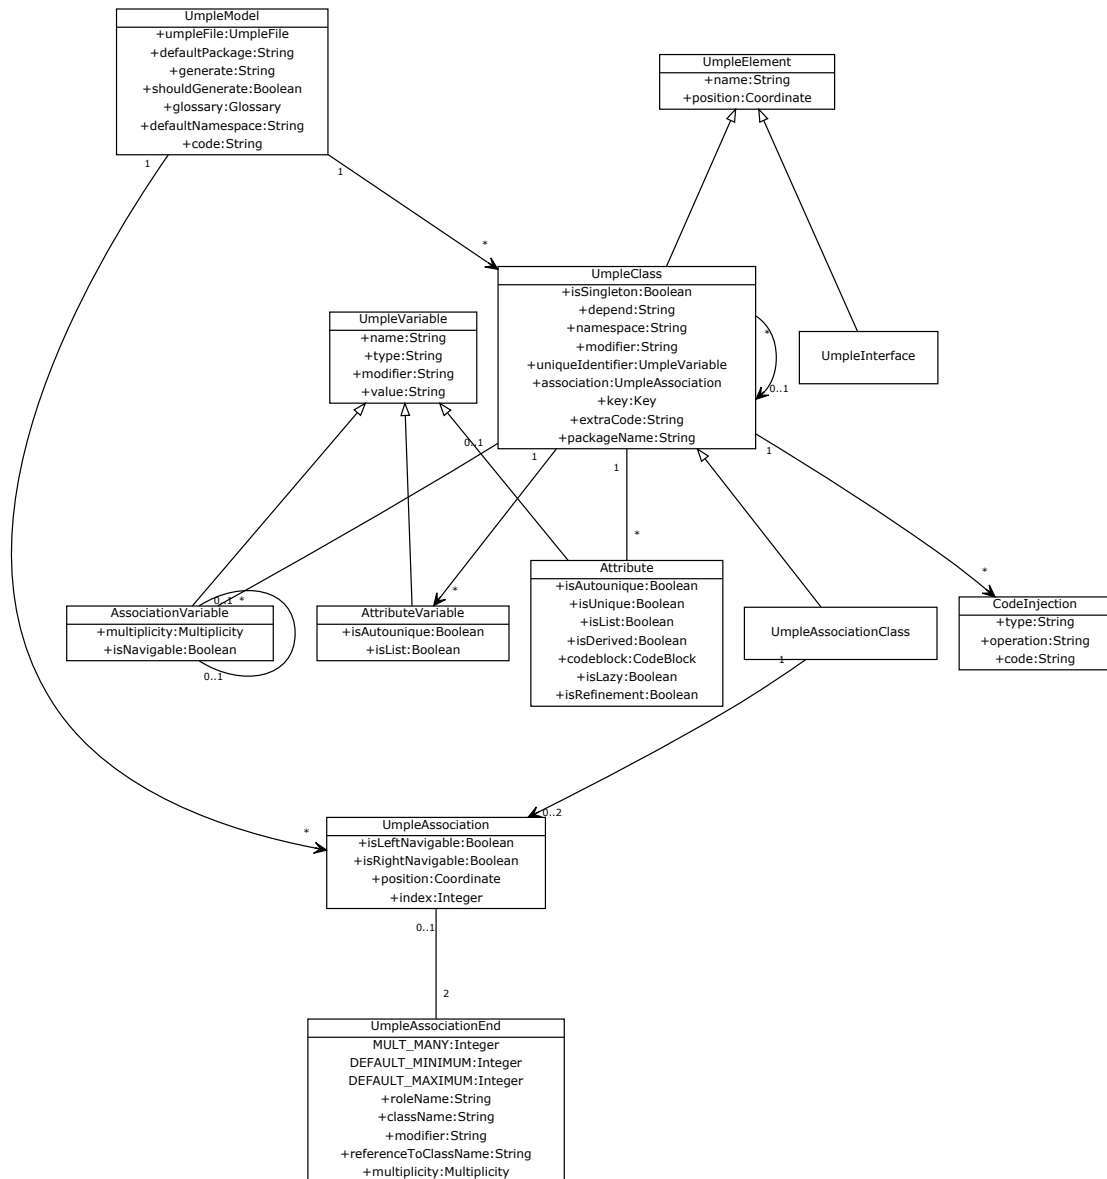 UmpleModel
+umpleFile:UmpleFile
+defaultPackage:String
+generate:String
+shouldGenerate:Boolean
+glossary:Glossary
+defaultNamespace:String
+code:String
1
1
*
UmpleElement
+name:String
+position:Coordinate
UmpleClass
+isSingleton:Boolean
+depend:String
+namespace:String
+modifier:String
+uniqueIdentifier:UmpleVariable
+association:UmpleAssociation
+key:Key
+extraCode:String
+packageName:String
*
0..1
UmpleInterface
UmpleVariable
+name:String
+type:String
+modifier:String
+value:String
0..1
1
1
1
*
*
*
AssociationVariable
+multiplicity:Multiplicity
+isNavigable:Boolean
0..1
*
0..1
AttributeVariable
+isAutounique:Boolean
+isList:Boolean
Attribute
+isAutounique:Boolean
+isUnique:Boolean
+isList:Boolean
+isDerived:Boolean
+codeblock:CodeBlock
+isLazy:Boolean
+isRefinement:Boolean
UmpleAssociationClass
1
0..2
CodeInjection
+type:String
+operation:String
+code:String
*
UmpleAssociation
+isLeftNavigable:Boolean
+isRightNavigable:Boolean
+position:Coordinate
+index:Integer
0..1
2
UmpleAssociationEnd
MULT_MANY:Integer
DEFAULT_MINIMUM:Integer
DEFAULT_MAXIMUM:Integer
+roleName:String
+className:String
+modifier:String
+referenceToClassName:String
+multiplicity:Multiplicity